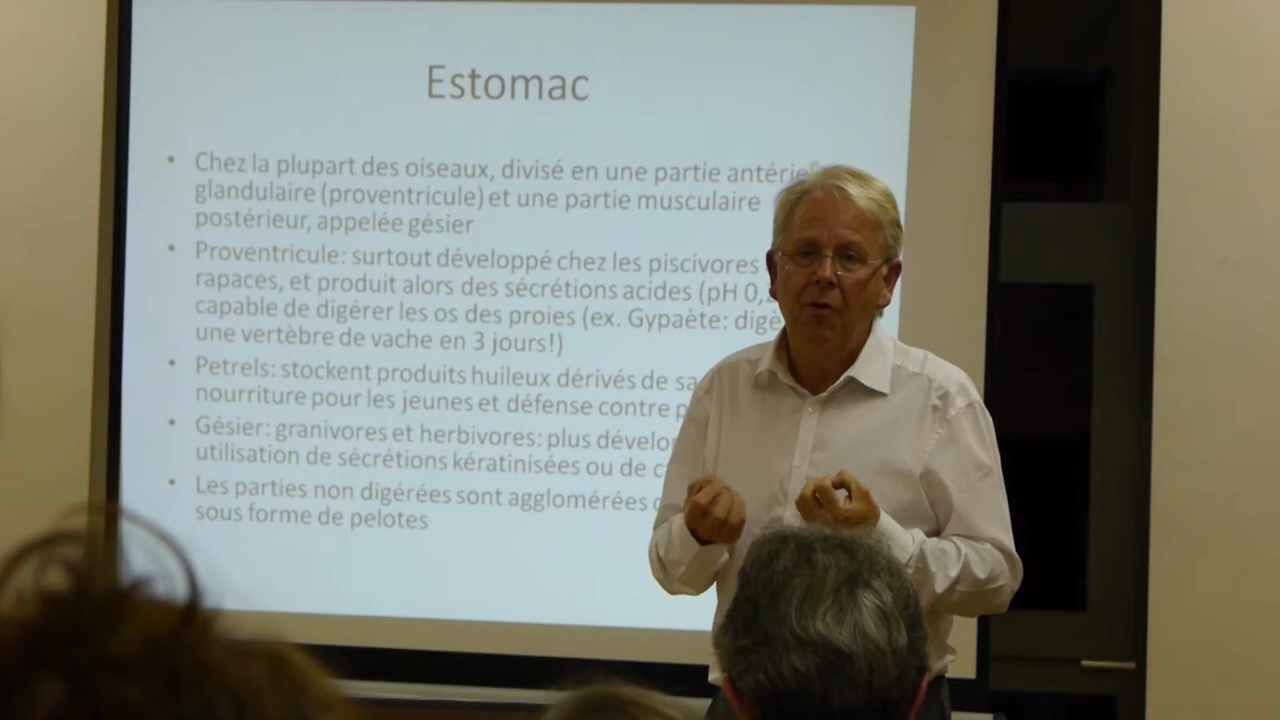 Estomac
• Chez la plupart des oiseaux, divisé en une partie
glandulaire (proventricule) et une partie musculaire
postérieur, appelée gésier
• Proventricule: surtout développé chez les piscivores
rapaces, et produit alors des sécrétions acides (pH 0,
capable de digérer les os des proies (ex. Gypaète:
une vertèbre de vache en 3 jours!)
• Petrels: stockent produits huileux dérivés de
nourriture pour les jeunes et défense contre
• Gésier: granivores et herbivores: plus
utilisation de sécrétions kératinisées ou de
• Les parties non digérées sont agglomérées
sous forme de pelotes